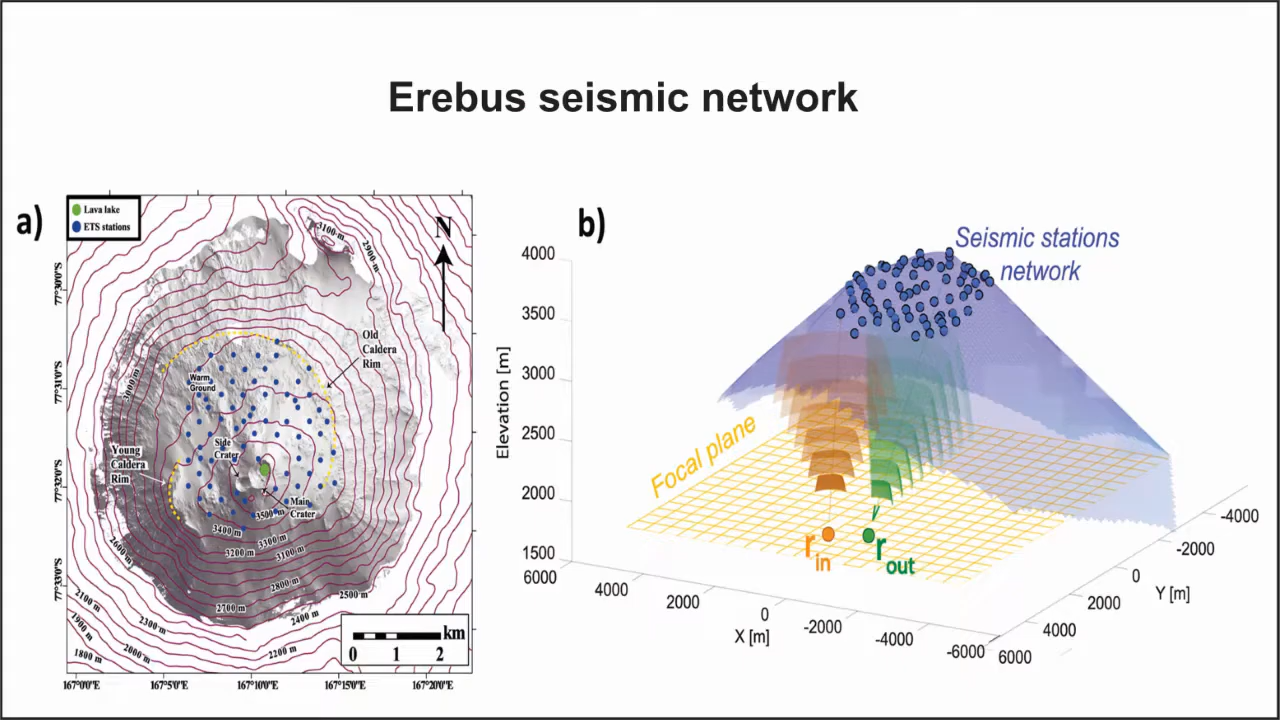 Erebus seismic network
a)
Lava lake
ETS stations
N
3100 m
2900 m
Old
Caldera
Rim
3000 m
Warm
Ground
Side
Crater
Young
Caldera
Rim
Main
Crater
3500 m
3400 m
3300 m
3200 m
3100 m
2800 m
2700 m
2600 m
2500 m
2400 m
2300 m
2200 m
2100 m
2000 m
1900 m
1800 m
km
0 1 2
77°30'0"S
77°31'0"S
77°32'0"S
77°33'0"S
167°0'0"E 167°5'0"E 167°10'0"E 167°15'0"E 167°20'0"E
b)
Seismic stations
network
Focal plane
Elevation [m]
4000
3500
3000
2500
2000
1500
rin
rout
6000 4000 2000 0 -2000 -4000 -6000
X [m]
-4000
-2000
0
2000
4000
6000
Y [m]